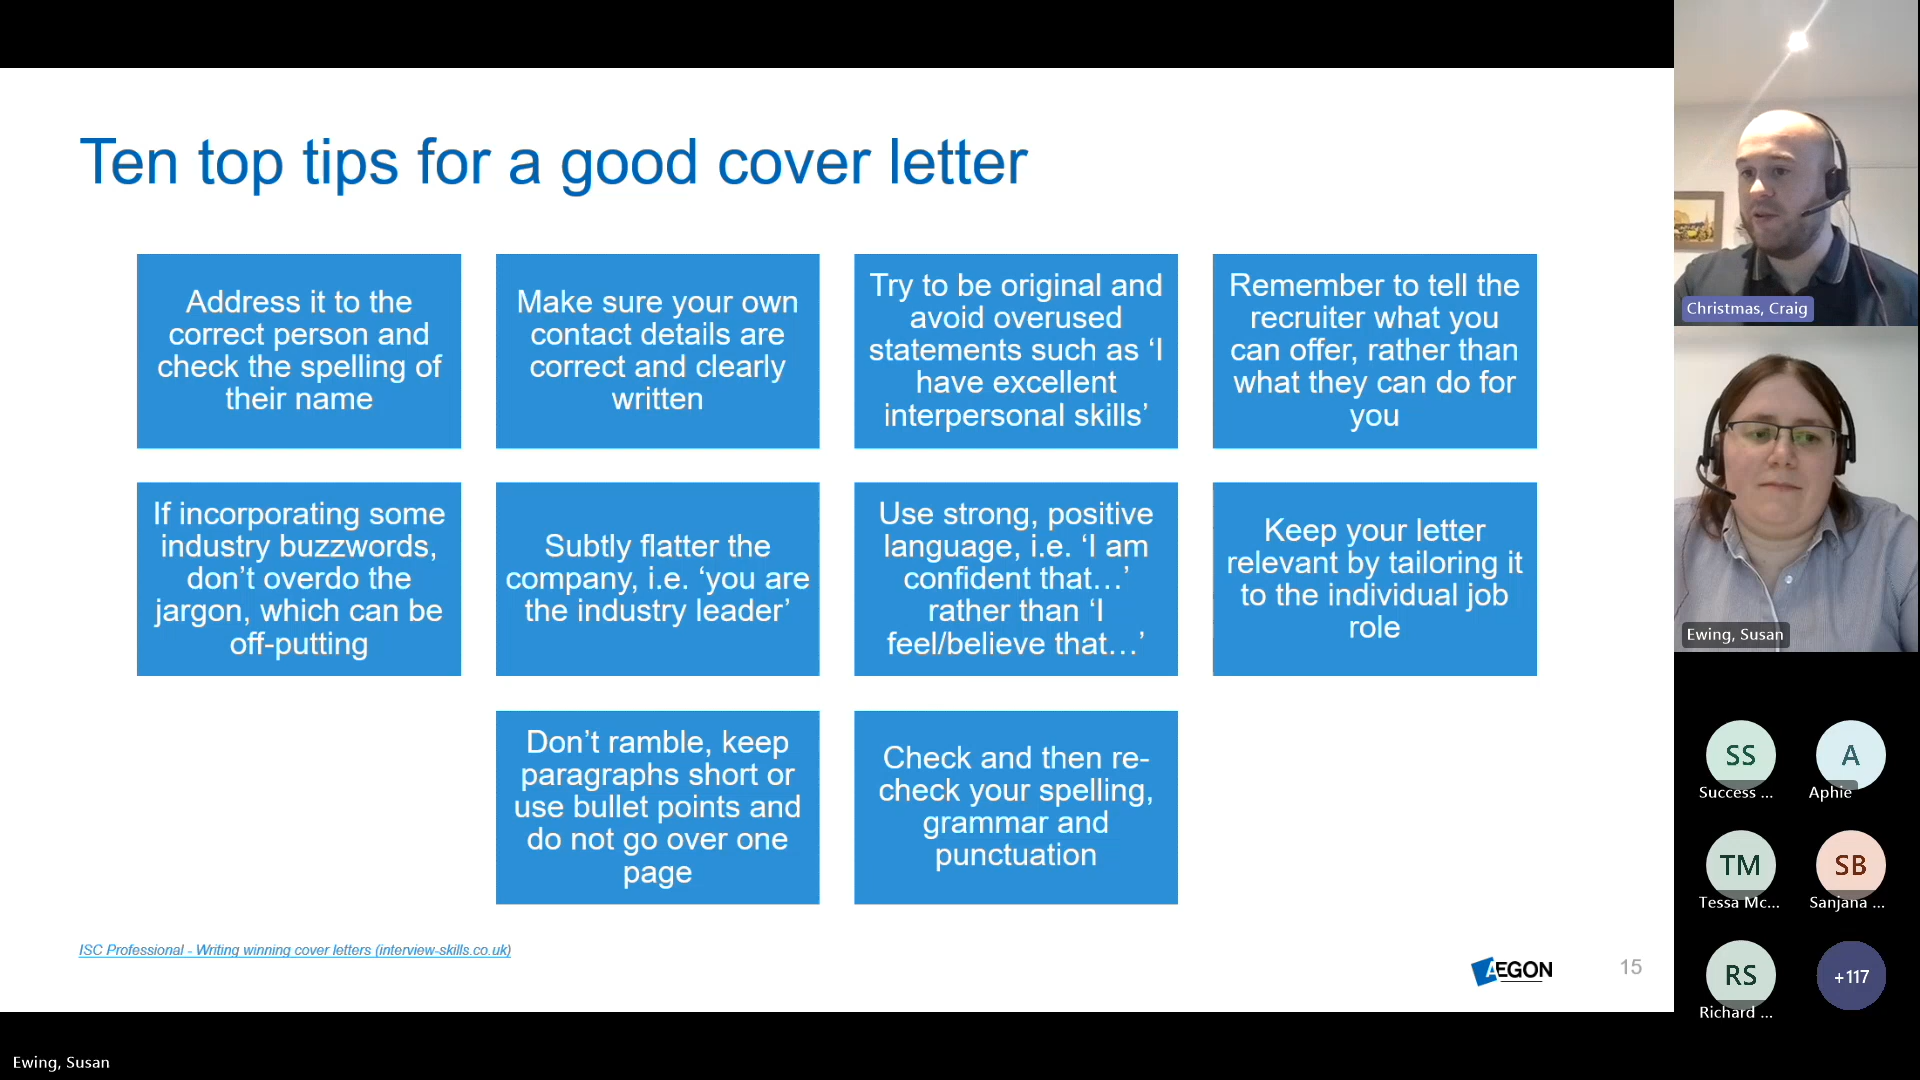 Ten top tips for a good cover letter
Address it to the
correct person and
check the spelling of
their name
Make sure your own
contact details are
correct and clearly
written
Try to be original and
avoid overused
statements such as ‘I
have excellent
interpersonal skills’
Remember to tell the
recruiter what you
can offer, rather than
what they can do for
you
If incorporating some
industry buzzwords,
don’t overdo the
jargon, which can be
off-putting
Subtly flatter the
company, i.e. ‘you are
the industry leader’
Use strong, positive
language, i.e. ‘I am
confident that…’
rather than ‘I
feel/believe that…’
Keep your letter
relevant by tailoring it
to the individual job
role
Don’t ramble, keep
paragraphs short or
use bullet points and
do not go over one
page
Check and then re-
check your spelling,
grammar and
punctuation
ISC Professional - Writing winning cover letters (interview-skills.co.uk)
AEGON
15
Christmas, Craig
Ewing, Susan
SS
Success ...
A
Aphie
TM
Tessa Mc...
SB
Sanjana ...
RS
Richard ...
+117
Ewing, Susan